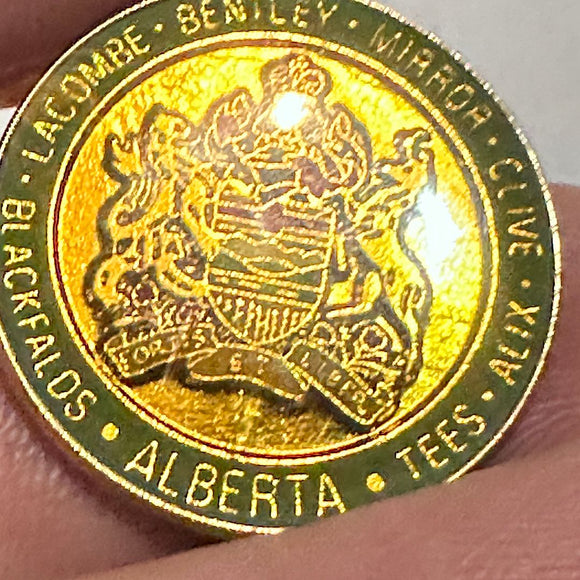 BLACKFALDS · LACOMBE · BENTLEY · MIRROR · CLIVE · ALIX · TEES
ALBERTA
FORTIS ET LIBER